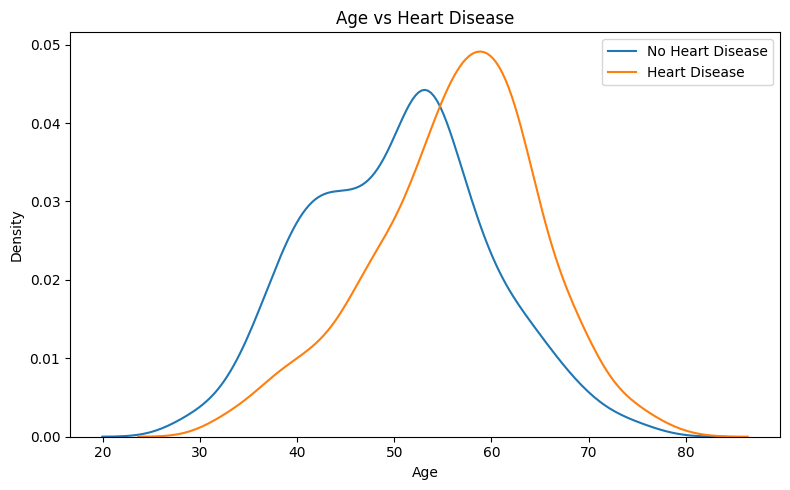 Age vs Heart Disease
No Heart Disease
Heart Disease
0.05
0.04
0.03
0.02
0.01
0.00
Density
20 30 40 50 60 70 80
Age